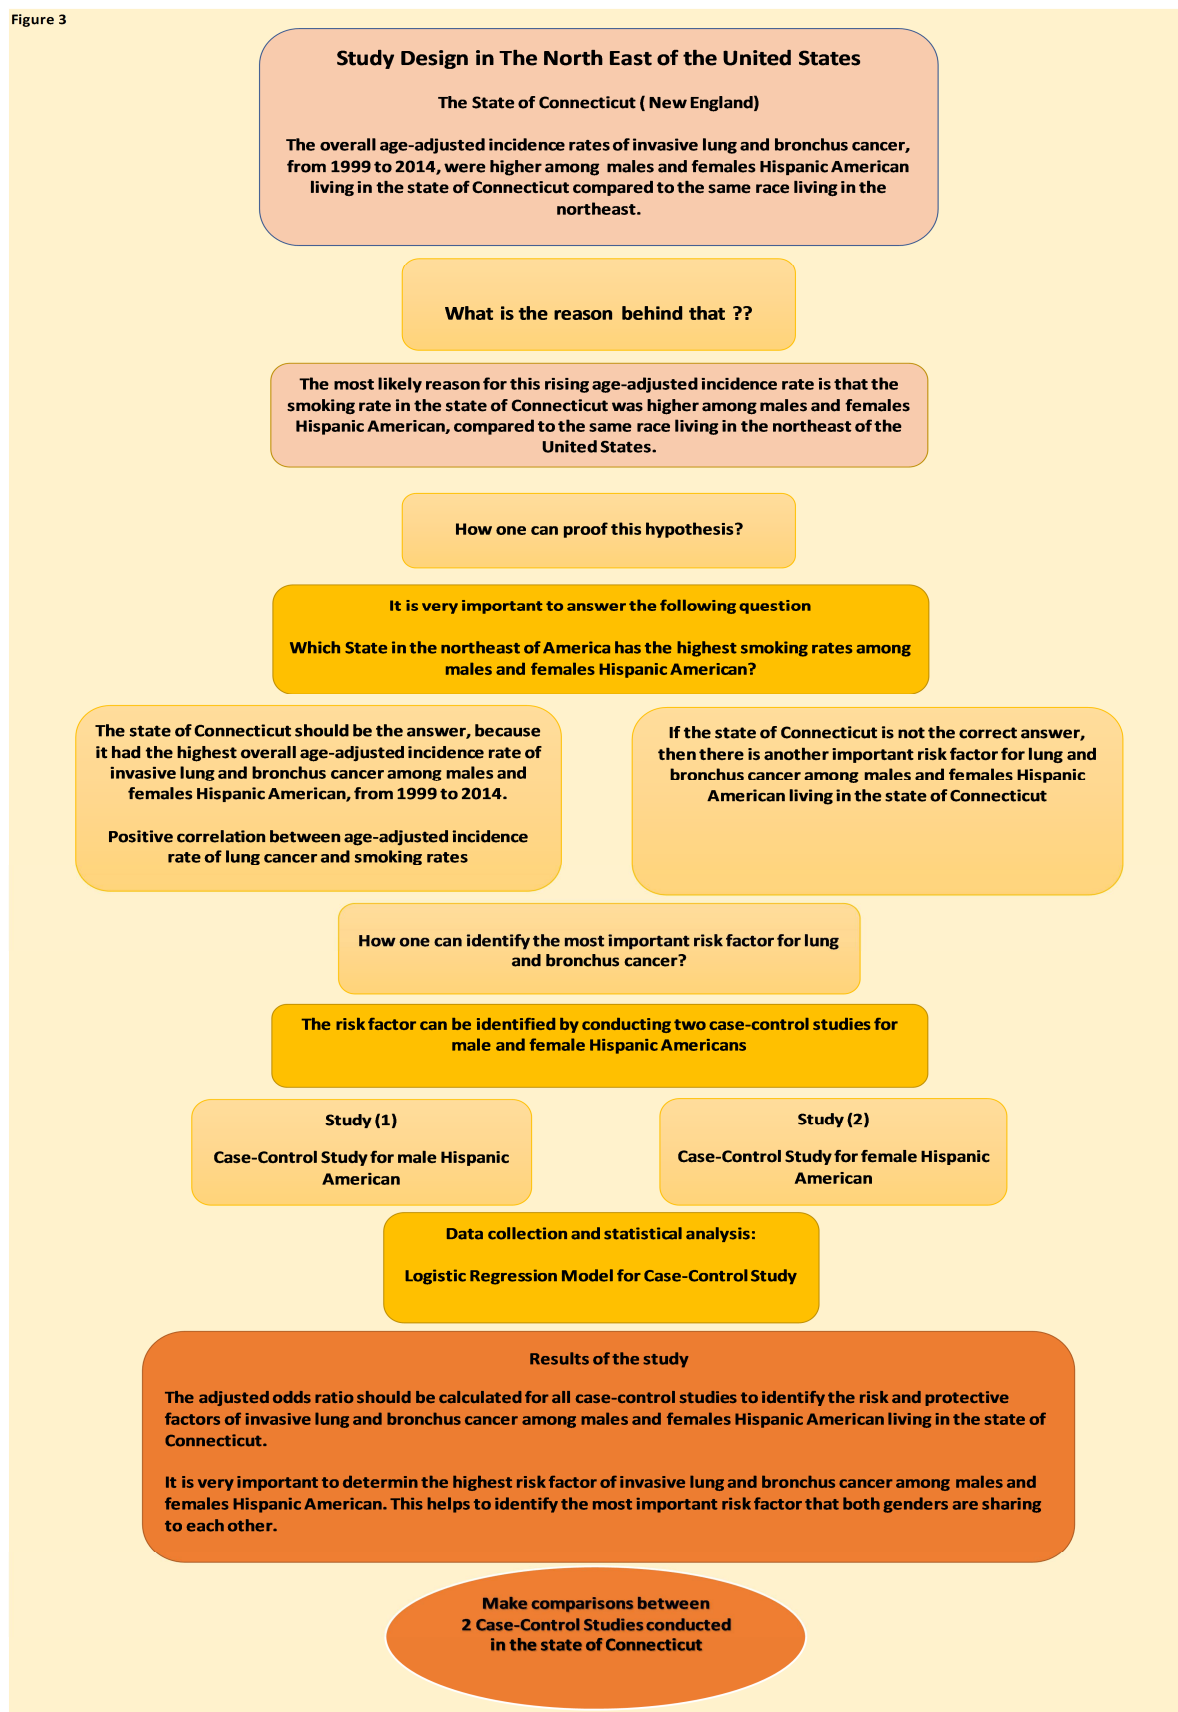 Figure 3
Study Design in The North East of the United States
The State of Connecticut ( New England)
The overall age-adjusted incidence rates of invasive lung and bronchus cancer,
from 1999 to 2014, were higher among males and females Hispanic American
living in the state of Connecticut compared to the same race living in the
northeast.
What is the reason behind that ??
The most likely reason for this rising age-adjusted incidence rate is that the
smoking rate in the state of Connecticut was higher among males and females
Hispanic American, compared to the same race living in the northeast of the
United States.
How one can proof this hypothesis?
It is very important to answer the following question
Which State in the northeast of America has the highest smoking rates among
males and females Hispanic American?
The state of Connecticut should be the answer, because
it had the highest overall age-adjusted incidence rate of
invasive lung and bronchus cancer among males and
females Hispanic American, from 1999 to 2014.
Positive correlation between age-adjusted incidence
rate of lung cancer and smoking rates
If the state of Connecticut is not the correct answer,
then there is another important risk factor for lung and
bronchus cancer among males and females Hispanic
American living in the state of Connecticut
How one can identify the most important risk factor for lung
and bronchus cancer?
The risk factor can be identified by conducting two case-control studies for
male and female Hispanic Americans
Study (1)
Case-Control Study for male Hispanic
American
Study (2)
Case-Control Study for female Hispanic
American
Data collection and statistical analysis:
Logistic Regression Model for Case-Control Study
Results of the study
The adjusted odds ratio should be calculated for all case-control studies to identify the risk and protective
factors of invasive lung and bronchus cancer among males and females Hispanic American living in the state of
Connecticut.
It is very important to determin the highest risk factor of invasive lung and bronchus cancer among males and
females Hispanic American. This helps to identify the most important risk factor that both genders are sharing
to each other.
Make comparisons between
2 Case-Control Studies conducted
in the state of Connecticut